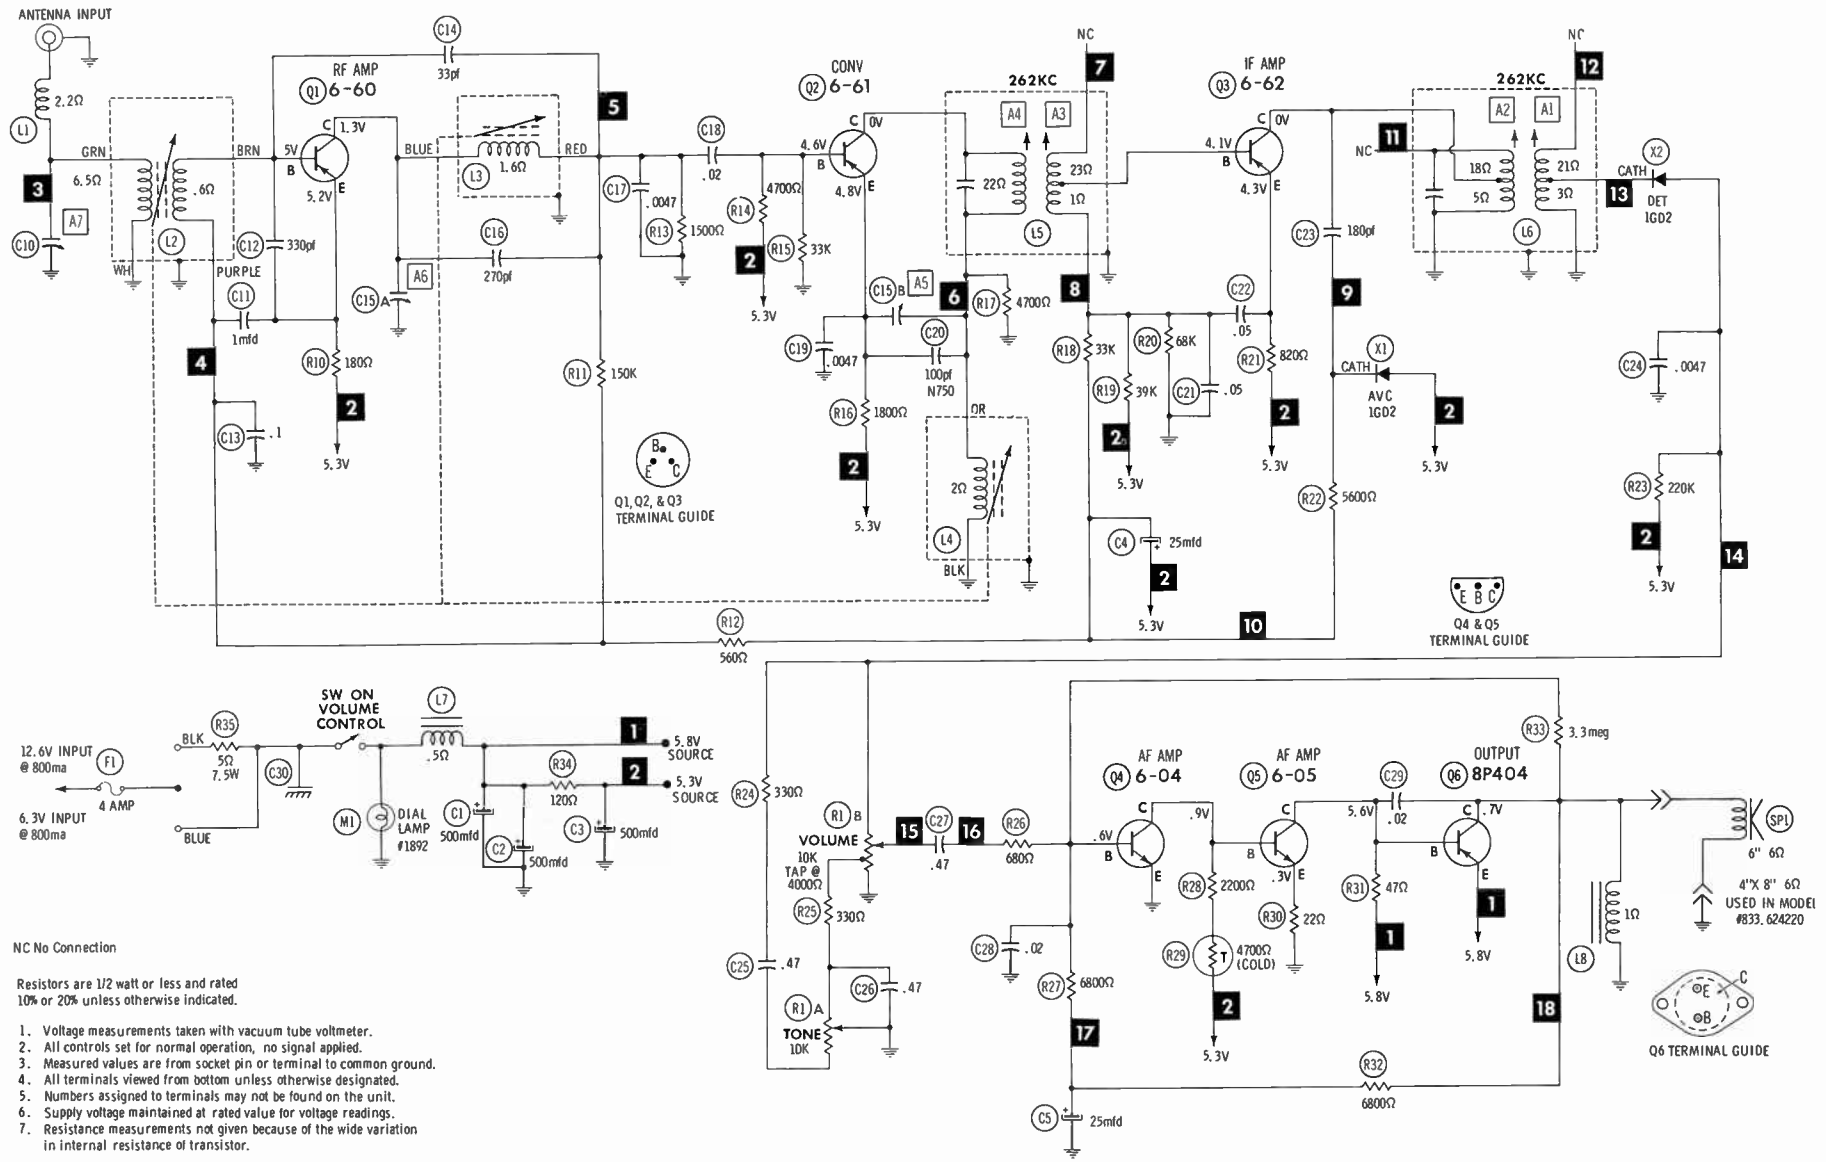 ANTENNA INPUT
L1
2.2Ω
GRN
6.5Ω
3
A7
C10
WH
L2
.6Ω
BRN
PURPLE
C11
1mfd
4
C13
.1
C12
330pf
RF AMP
Q1 6-60
C
1.3V
5V
B
E
5.2V
R10
180Ω
2
5.3V
C14
33pf
BLUE
L3
1.6Ω
RED
5
C15A
A6
C16
270pf
R11
150K
C17
.0047
R13
1500Ω
C18
.02
4700Ω
R14
2
5.3V
R15
33K
B
E
C
Q1, Q2, & Q3
TERMINAL GUIDE
CONV
Q2 6-61
C
0V
4.6V
B
4.8V
E
C15B
A5
C19
.0047
C20
100pf
N750
R16
1800Ω
2
5.3V
6
R17
4700Ω
OR
2Ω
L4
BLK
262KC
A4
A3
22Ω
23Ω
1Ω
L5
NC
7
8
R18
33K
R19
39K
2
5.3V
R20
68K
C21
.05
C22
.05
C4
25mfd
2
5.3V
IF AMP
Q3 6-62
C
0V
4.1V
B
4.3V
E
R21
820Ω
2
5.3V
C23
180pf
9
CATH
X1
AVC
1GD2
2
5.3V
R22
5600Ω
10
R12
560Ω
262KC
A2
A1
11
NC
18Ω
5Ω
21Ω
3Ω
L6
NC
12
13
CATH
X2
DET
1GD2
C24
.0047
R23
220K
2
5.3V
14
E B C
Q4 & Q5
TERMINAL GUIDE
12.6V INPUT
@ 800ma
F1
4 AMP
6.3V INPUT
@ 800ma
BLK
R35
5Ω
7.5W
BLUE
C30
SW ON
VOLUME
CONTROL
M1
DIAL
LAMP
#1892
L7
.5Ω
1
5.8V
SOURCE
2
5.3V
SOURCE
R34
120Ω
C1
500mfd
C2
500mfd
C3
500mfd
R24
330Ω
C25
.47
R1B
VOLUME
10K
TAP @
4000Ω
R25
330Ω
C26
.47
R1A
TONE
10K
15
C27
.47
16
R26
680Ω
C28
.02
R27
6800Ω
17
C5
25mfd
AF AMP
Q4 6-04
C
.6V
B
E
.9V
R28
2200Ω
R29
T
4700Ω
(COLD)
2
5.3V
AF AMP
Q5 6-05
C
B
.3V
E
R30
22Ω
5.6V
C29
.02
R31
47Ω
1
5.8V
OUTPUT
Q6 8P404
C
.7V
B
E
1
5.8V
R33
3.3meg
18
R32
6800Ω
L8
1Ω
SP1
6" 6Ω
4"X 8" 6Ω
USED IN MODEL
#833.624220
C
E
B
Q6 TERMINAL GUIDE
NC No Connection
Resistors are 1/2 watt or less and rated
10% or 20% unless otherwise indicated.
1. Voltage measurements taken with vacuum tube voltmeter.
2. All controls set for normal operation, no signal applied.
3. Measured values are from socket pin or terminal to common ground.
4. All terminals viewed from bottom unless otherwise designated.
5. Numbers assigned to terminals may not be found on the unit.
6. Supply voltage maintained at rated value for voltage readings.
7. Resistance measurements not given because of the wide variation
in internal resistance of transistor.